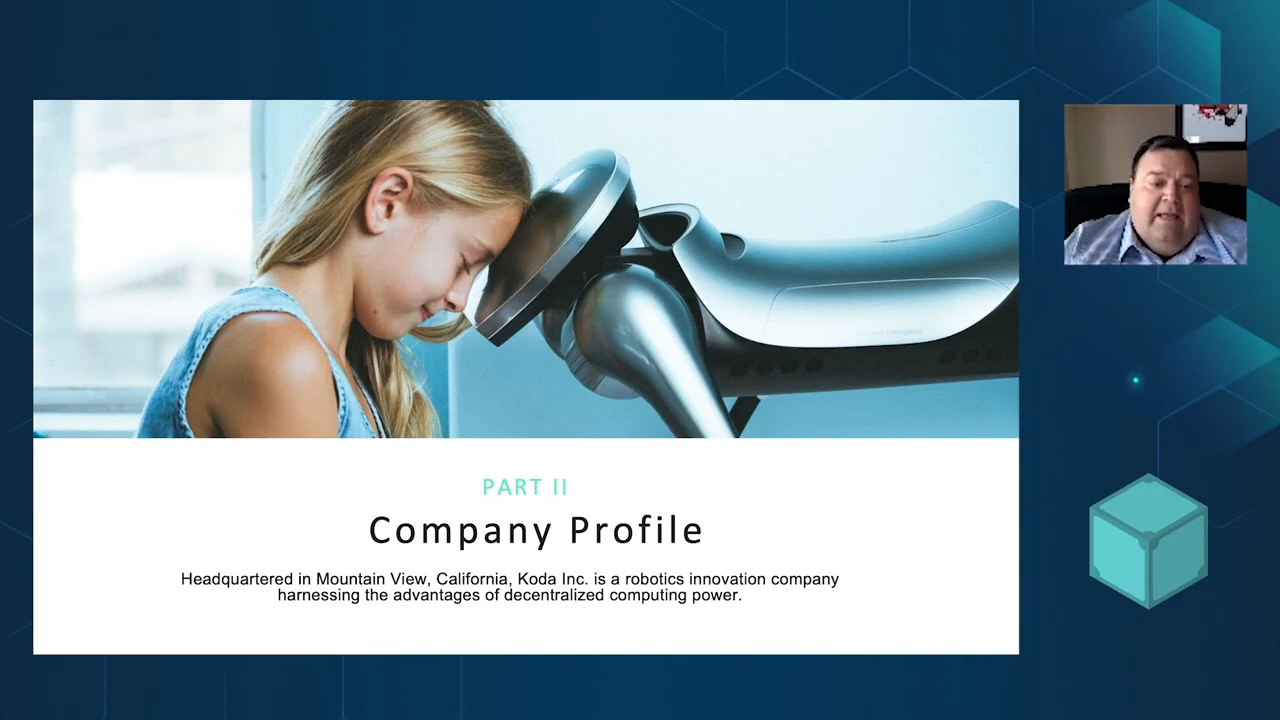 PART II
Company Profile
Headquartered in Mountain View, California, Koda Inc. is a robotics innovation company
harnessing the advantages of decentralized computing power.